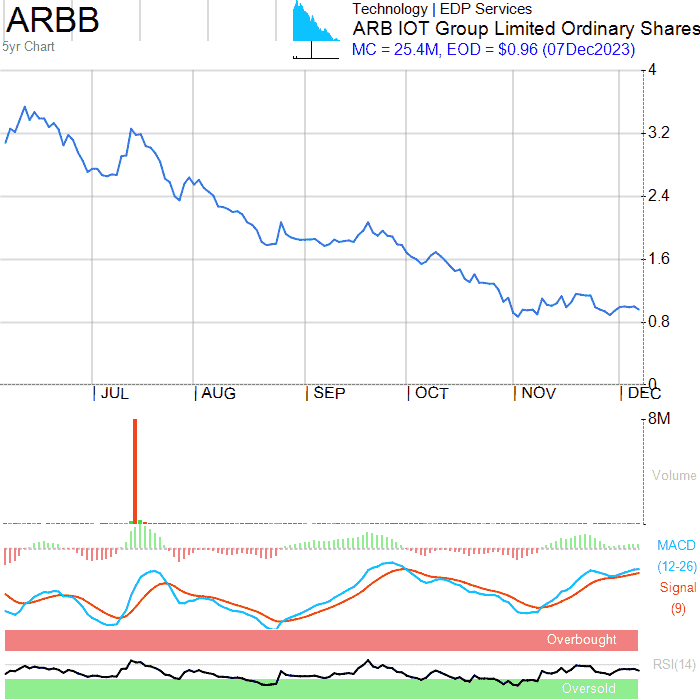 ARBB
5yr Chart
Technology | EDP Services
ARB IOT Group Limited Ordinary Shares
MC = 25.4M, EOD = $0.96 (07Dec2023)
4
3.2
2.4
1.6
0.8
0
| JUL | AUG | SEP | OCT | NOV | DEC
8M
Volume
MACD
(12-26)
Signal
(9)
Overbought
RSI(14)
Oversold